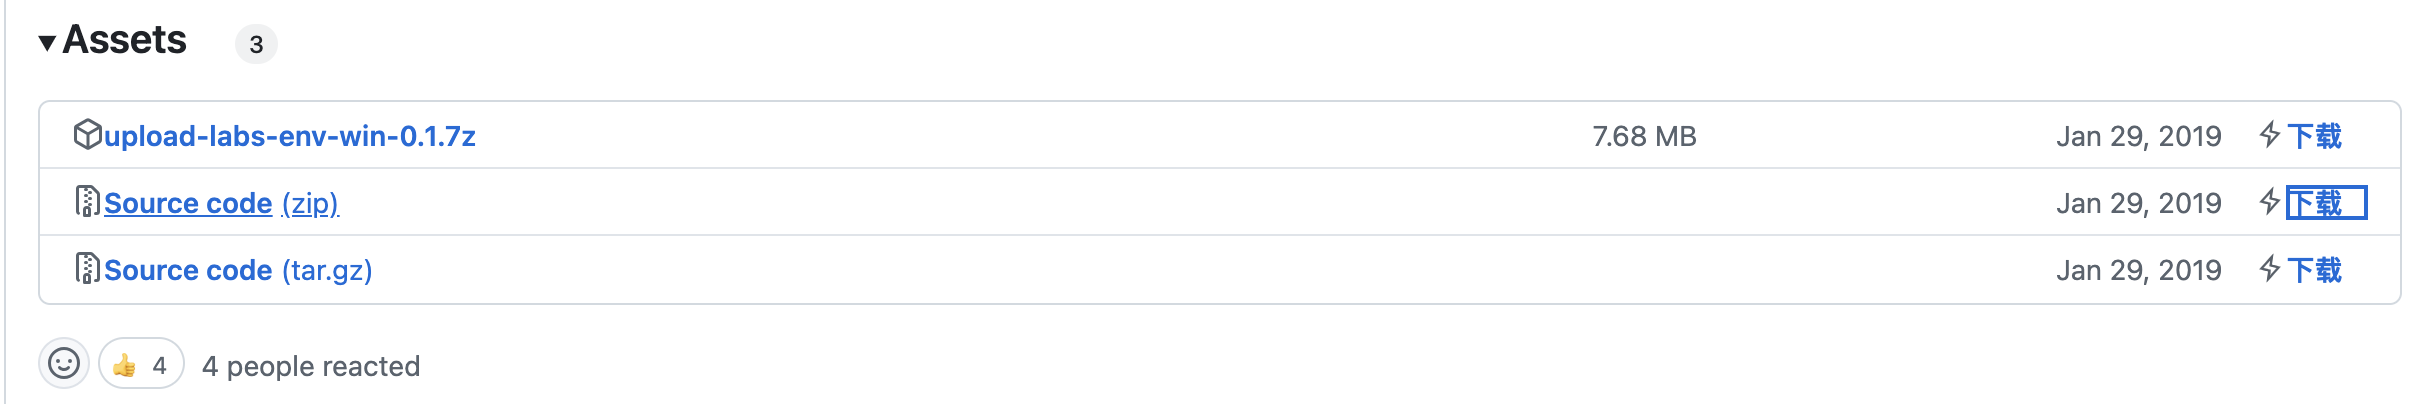 ▼Assets 3
upload-labs-env-win-0.1.7z 7.68 MB Jan 29, 2019 下载
Source code (zip) Jan 29, 2019 下载
Source code (tar.gz) Jan 29, 2019 下载
👍 4 4 people reacted